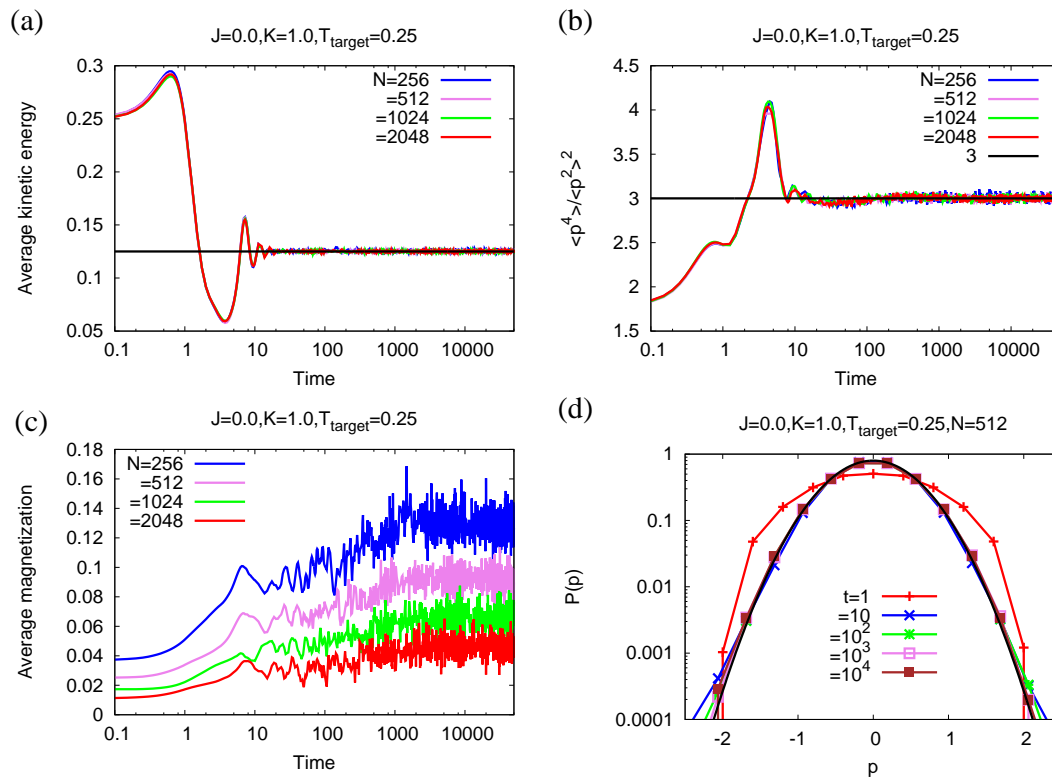 (a)
J=0.0,K=1.0,T_target=0.25
Average kinetic energy
0.3
0.25
0.2
0.15
0.1
0.05
N=256
=512
=1024
=2048
0.1 1 10 100 1000 10000
Time
(b)
J=0.0,K=1.0,T_target=0.25
<p^4>/<p^2>^2
4.5
4
3.5
3
2.5
2
1.5
N=256
=512
=1024
=2048
3
0.1 1 10 100 1000 10000
Time
(c)
J=0.0,K=1.0,T_target=0.25
Average magnetization
0.18
0.16
0.14
0.12
0.1
0.08
0.06
0.04
0.02
0
N=256
=512
=1024
=2048
0.1 1 10 100 1000 10000
Time
(d)
J=0.0,K=1.0,T_target=0.25,N=512
P(p)
1
0.1
0.01
0.001
0.0001
t=1
=10
=10^2
=10^3
=10^4
-2 -1 0 1 2
p